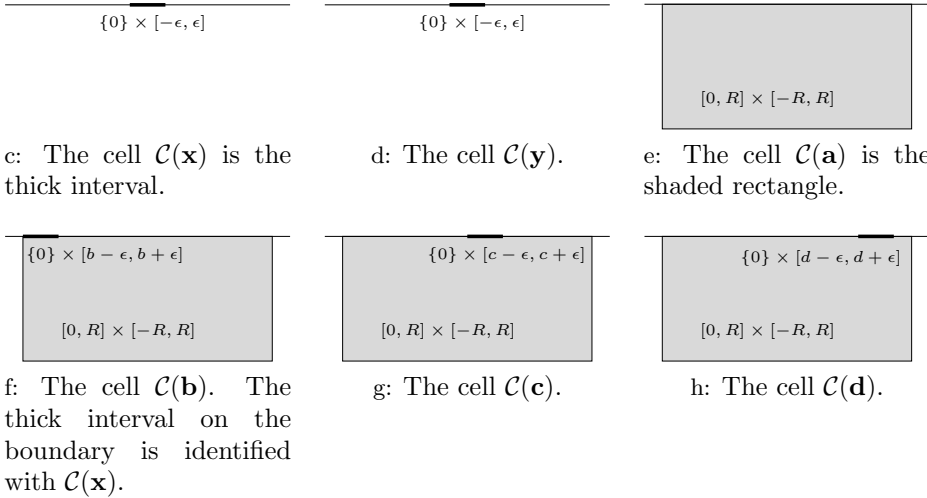 {0} × [−ϵ, ϵ]
{0} × [−ϵ, ϵ]
[0, R] × [−R, R]
c: The cell C(x) is the
thick interval.
d: The cell C(y).
e: The cell C(a) is the
shaded rectangle.
{0} × [b − ϵ, b + ϵ]
[0, R] × [−R, R]
{0} × [c − ϵ, c + ϵ]
[0, R] × [−R, R]
{0} × [d − ϵ, d + ϵ]
[0, R] × [−R, R]
f: The cell C(b). The
thick interval on the
boundary is identified
with C(x).
g: The cell C(c).
h: The cell C(d).